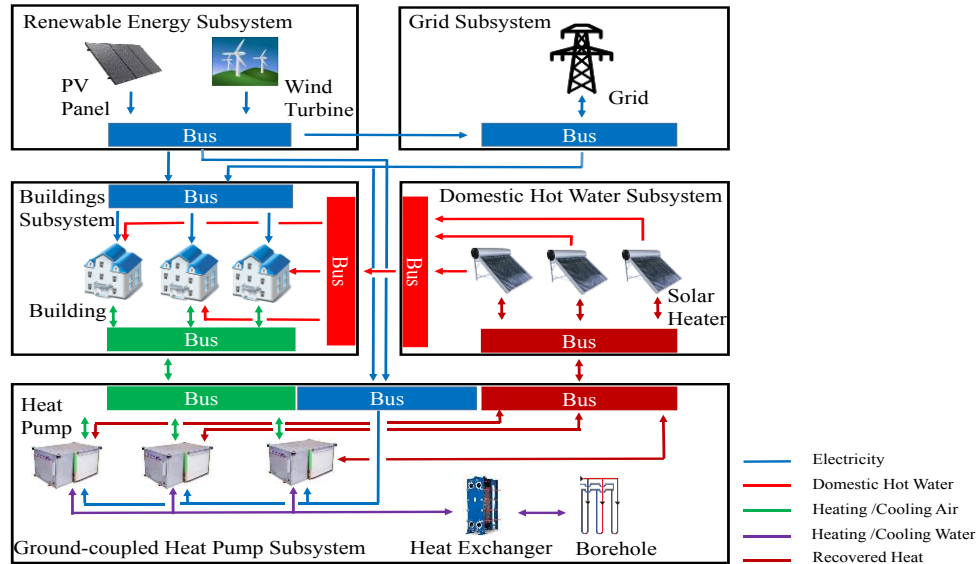 Renewable Energy Subsystem
PV
Panel
Wind
Turbine
Bus
Grid Subsystem
Grid
Bus
Buildings
Subsystem
Bus
Bus
Building
Bus
Domestic Hot Water Subsystem
Bus
Solar
Heater
Bus
Heat
Pump
Bus
Bus
Bus
Ground-coupled Heat Pump Subsystem
Heat Exchanger
Borehole
Electricity
Domestic Hot Water
Heating /Cooling Air
Heating /Cooling Water
Recovered Heat